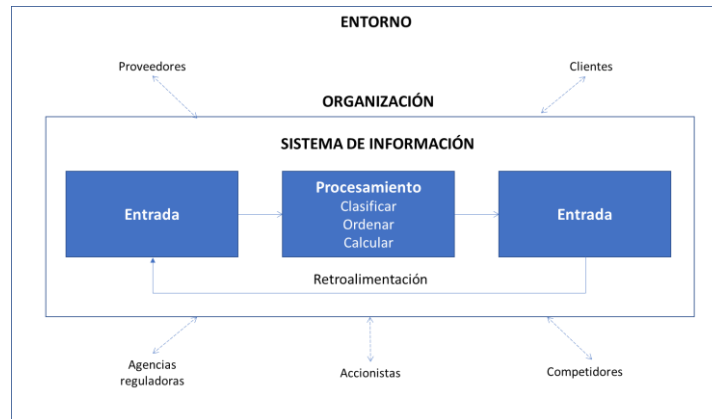 ENTORNO
Proveedores
Clientes
ORGANIZACIÓN
SISTEMA DE INFORMACIÓN
Entrada
Procesamiento
Clasificar
Ordenar
Calcular
Entrada
Retroalimentación
Agencias
reguladoras
Accionistas
Competidores